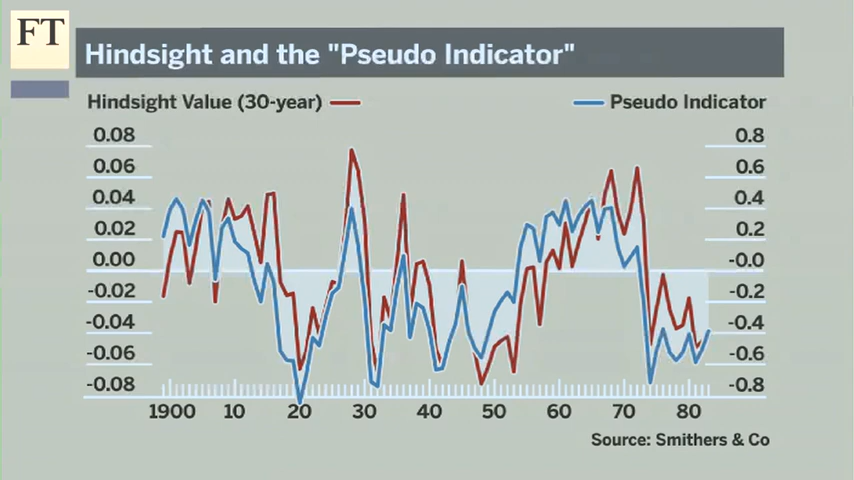 FT
Hindsight and the "Pseudo Indicator"
Hindsight Value (30-year)
Pseudo Indicator
0.08 0.8
0.06 0.6
0.04 0.4
0.02 0.2
0.00 -0.0
-0.02 -0.2
-0.04 -0.4
-0.06 -0.6
-0.08 -0.8
1900 10 20 30 40 50 60 70 80
Source: Smithers & Co